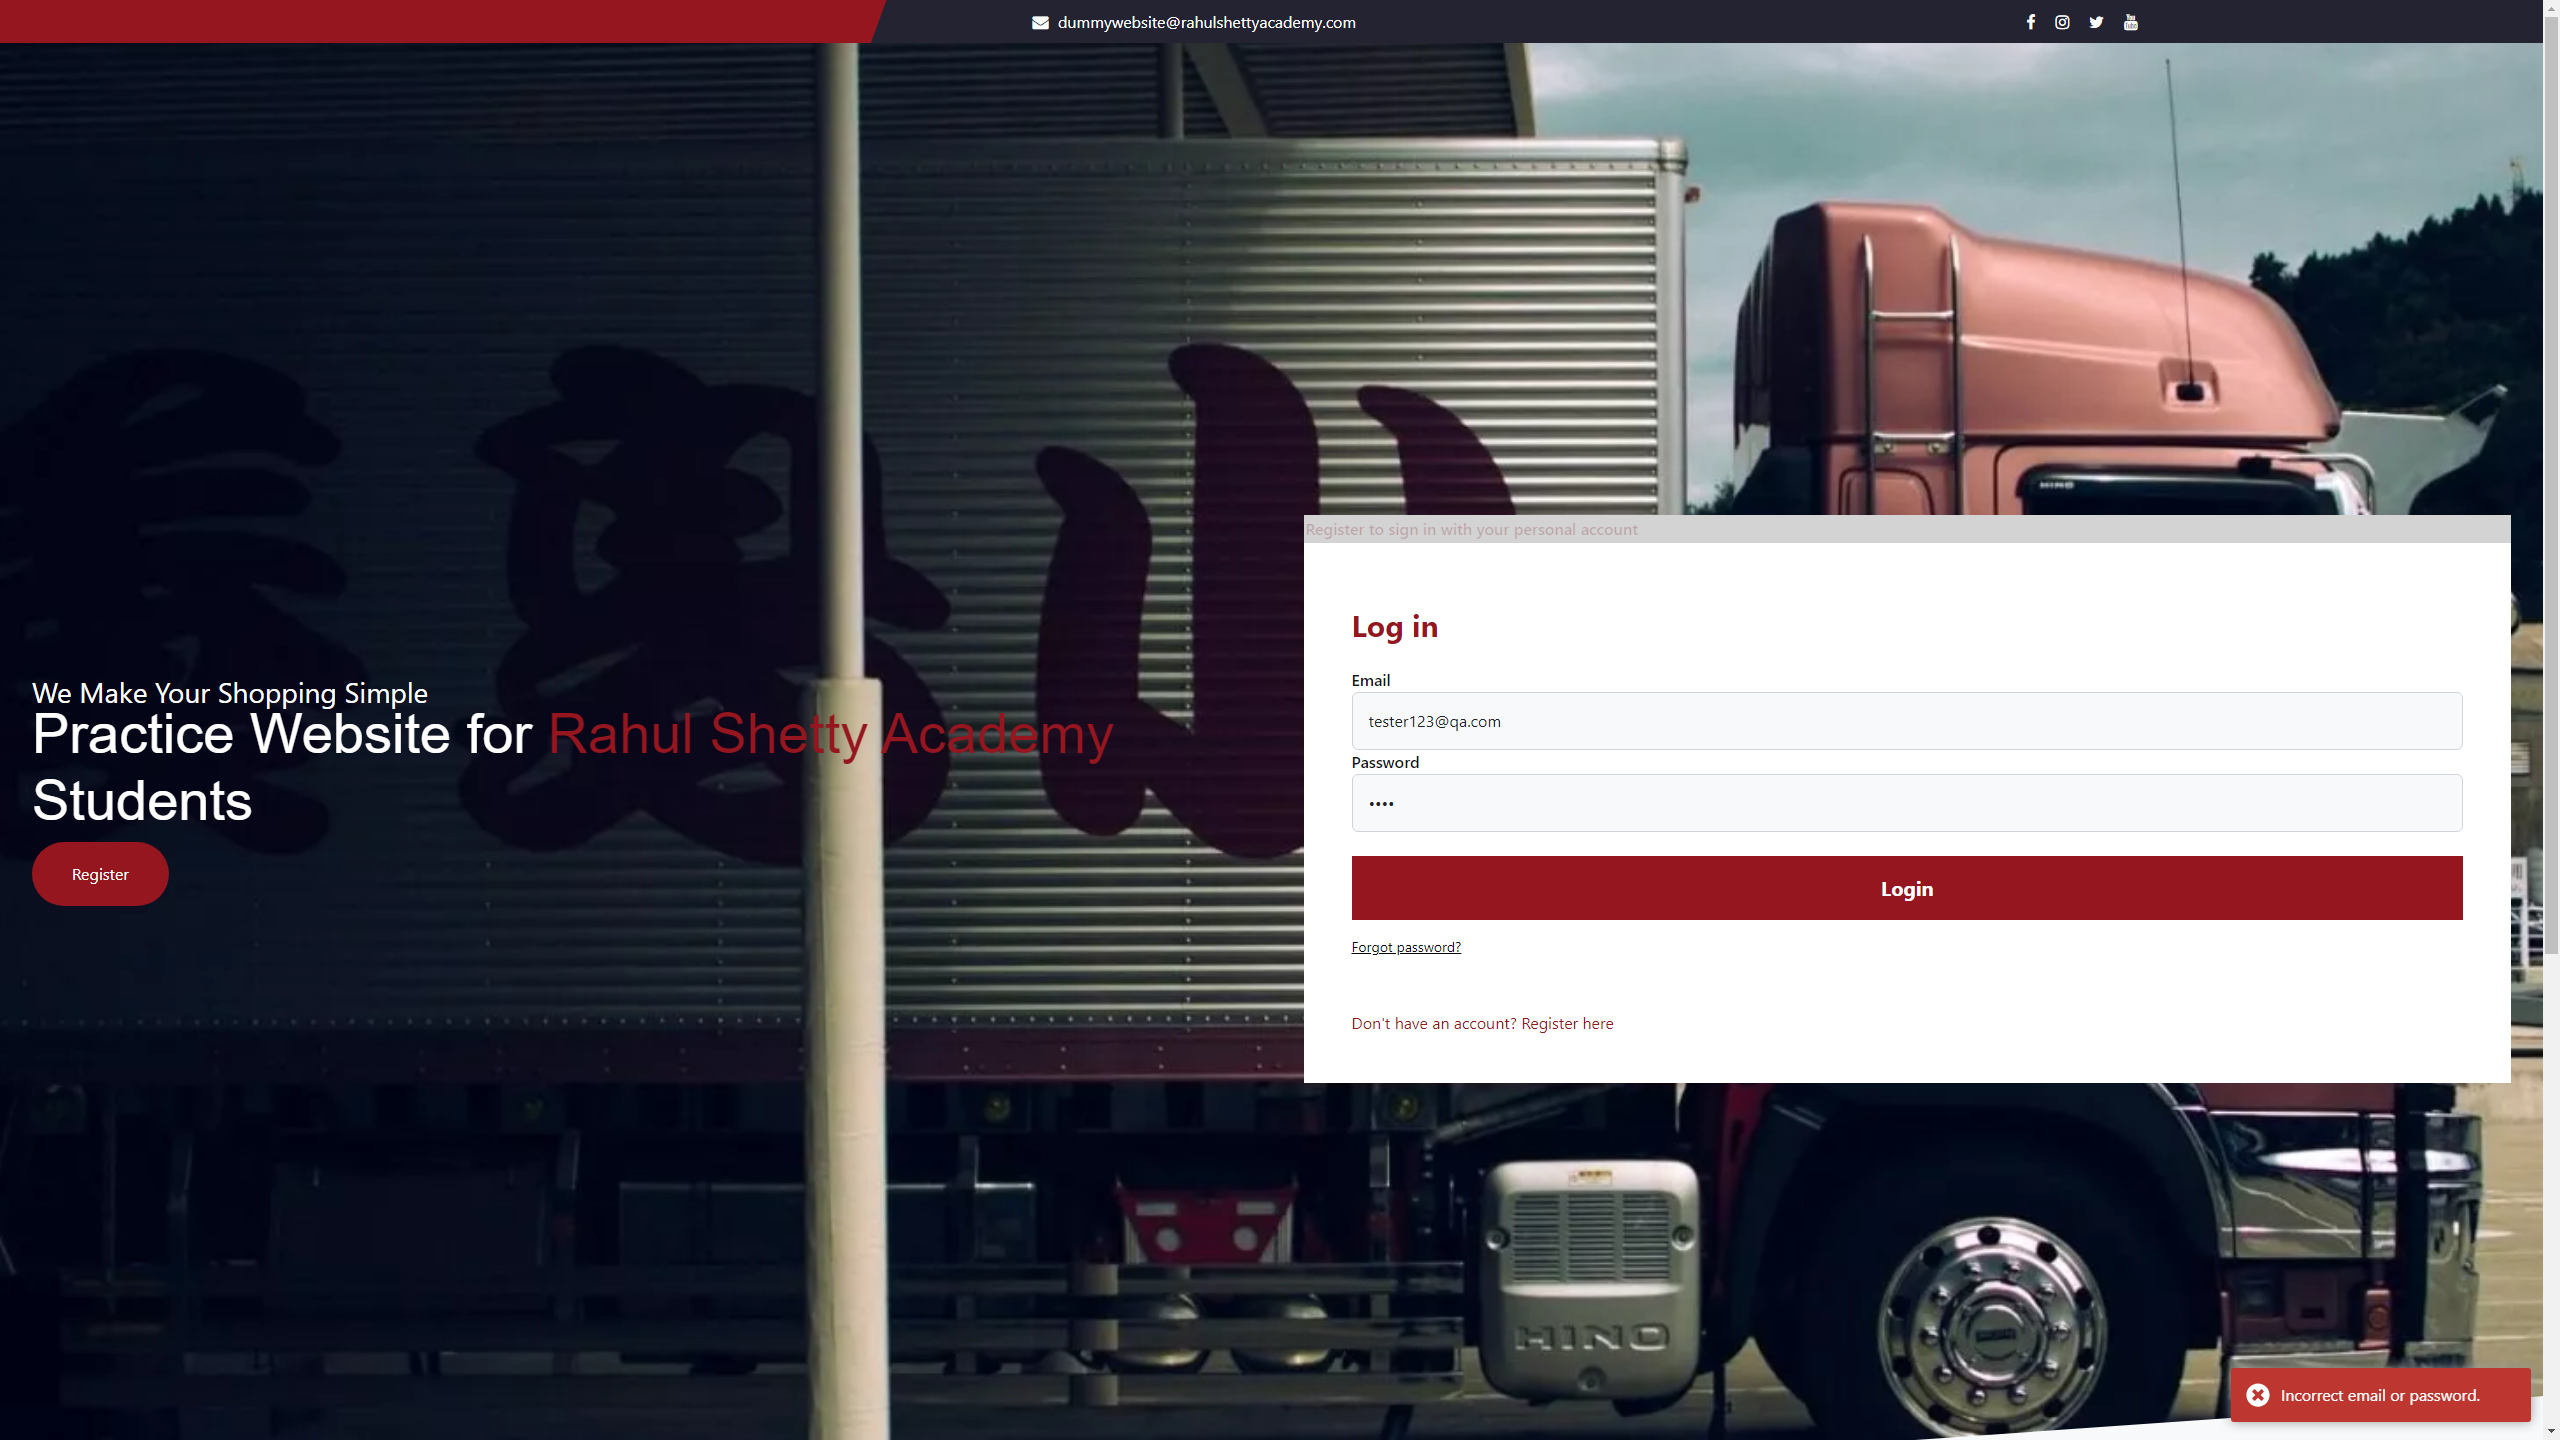 dummywebsite@rahulshettyacademy.com
HINO
Register to sign in with your personal account
Log in
Email
tester123@qa.com
Password
••••
Login
Forgot password?
Don't have an account? Register here
We Make Your Shopping Simple
Practice Website for Rahul Shetty Academy
Students
Register
HINO
Incorrect email or password.